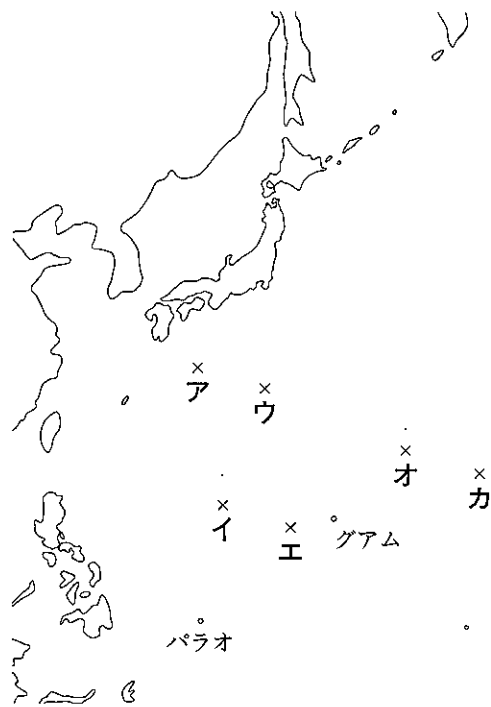 ×
ア
×
ウ
×
オ
×
カ
×
イ
×
エ
グアム
パラオ